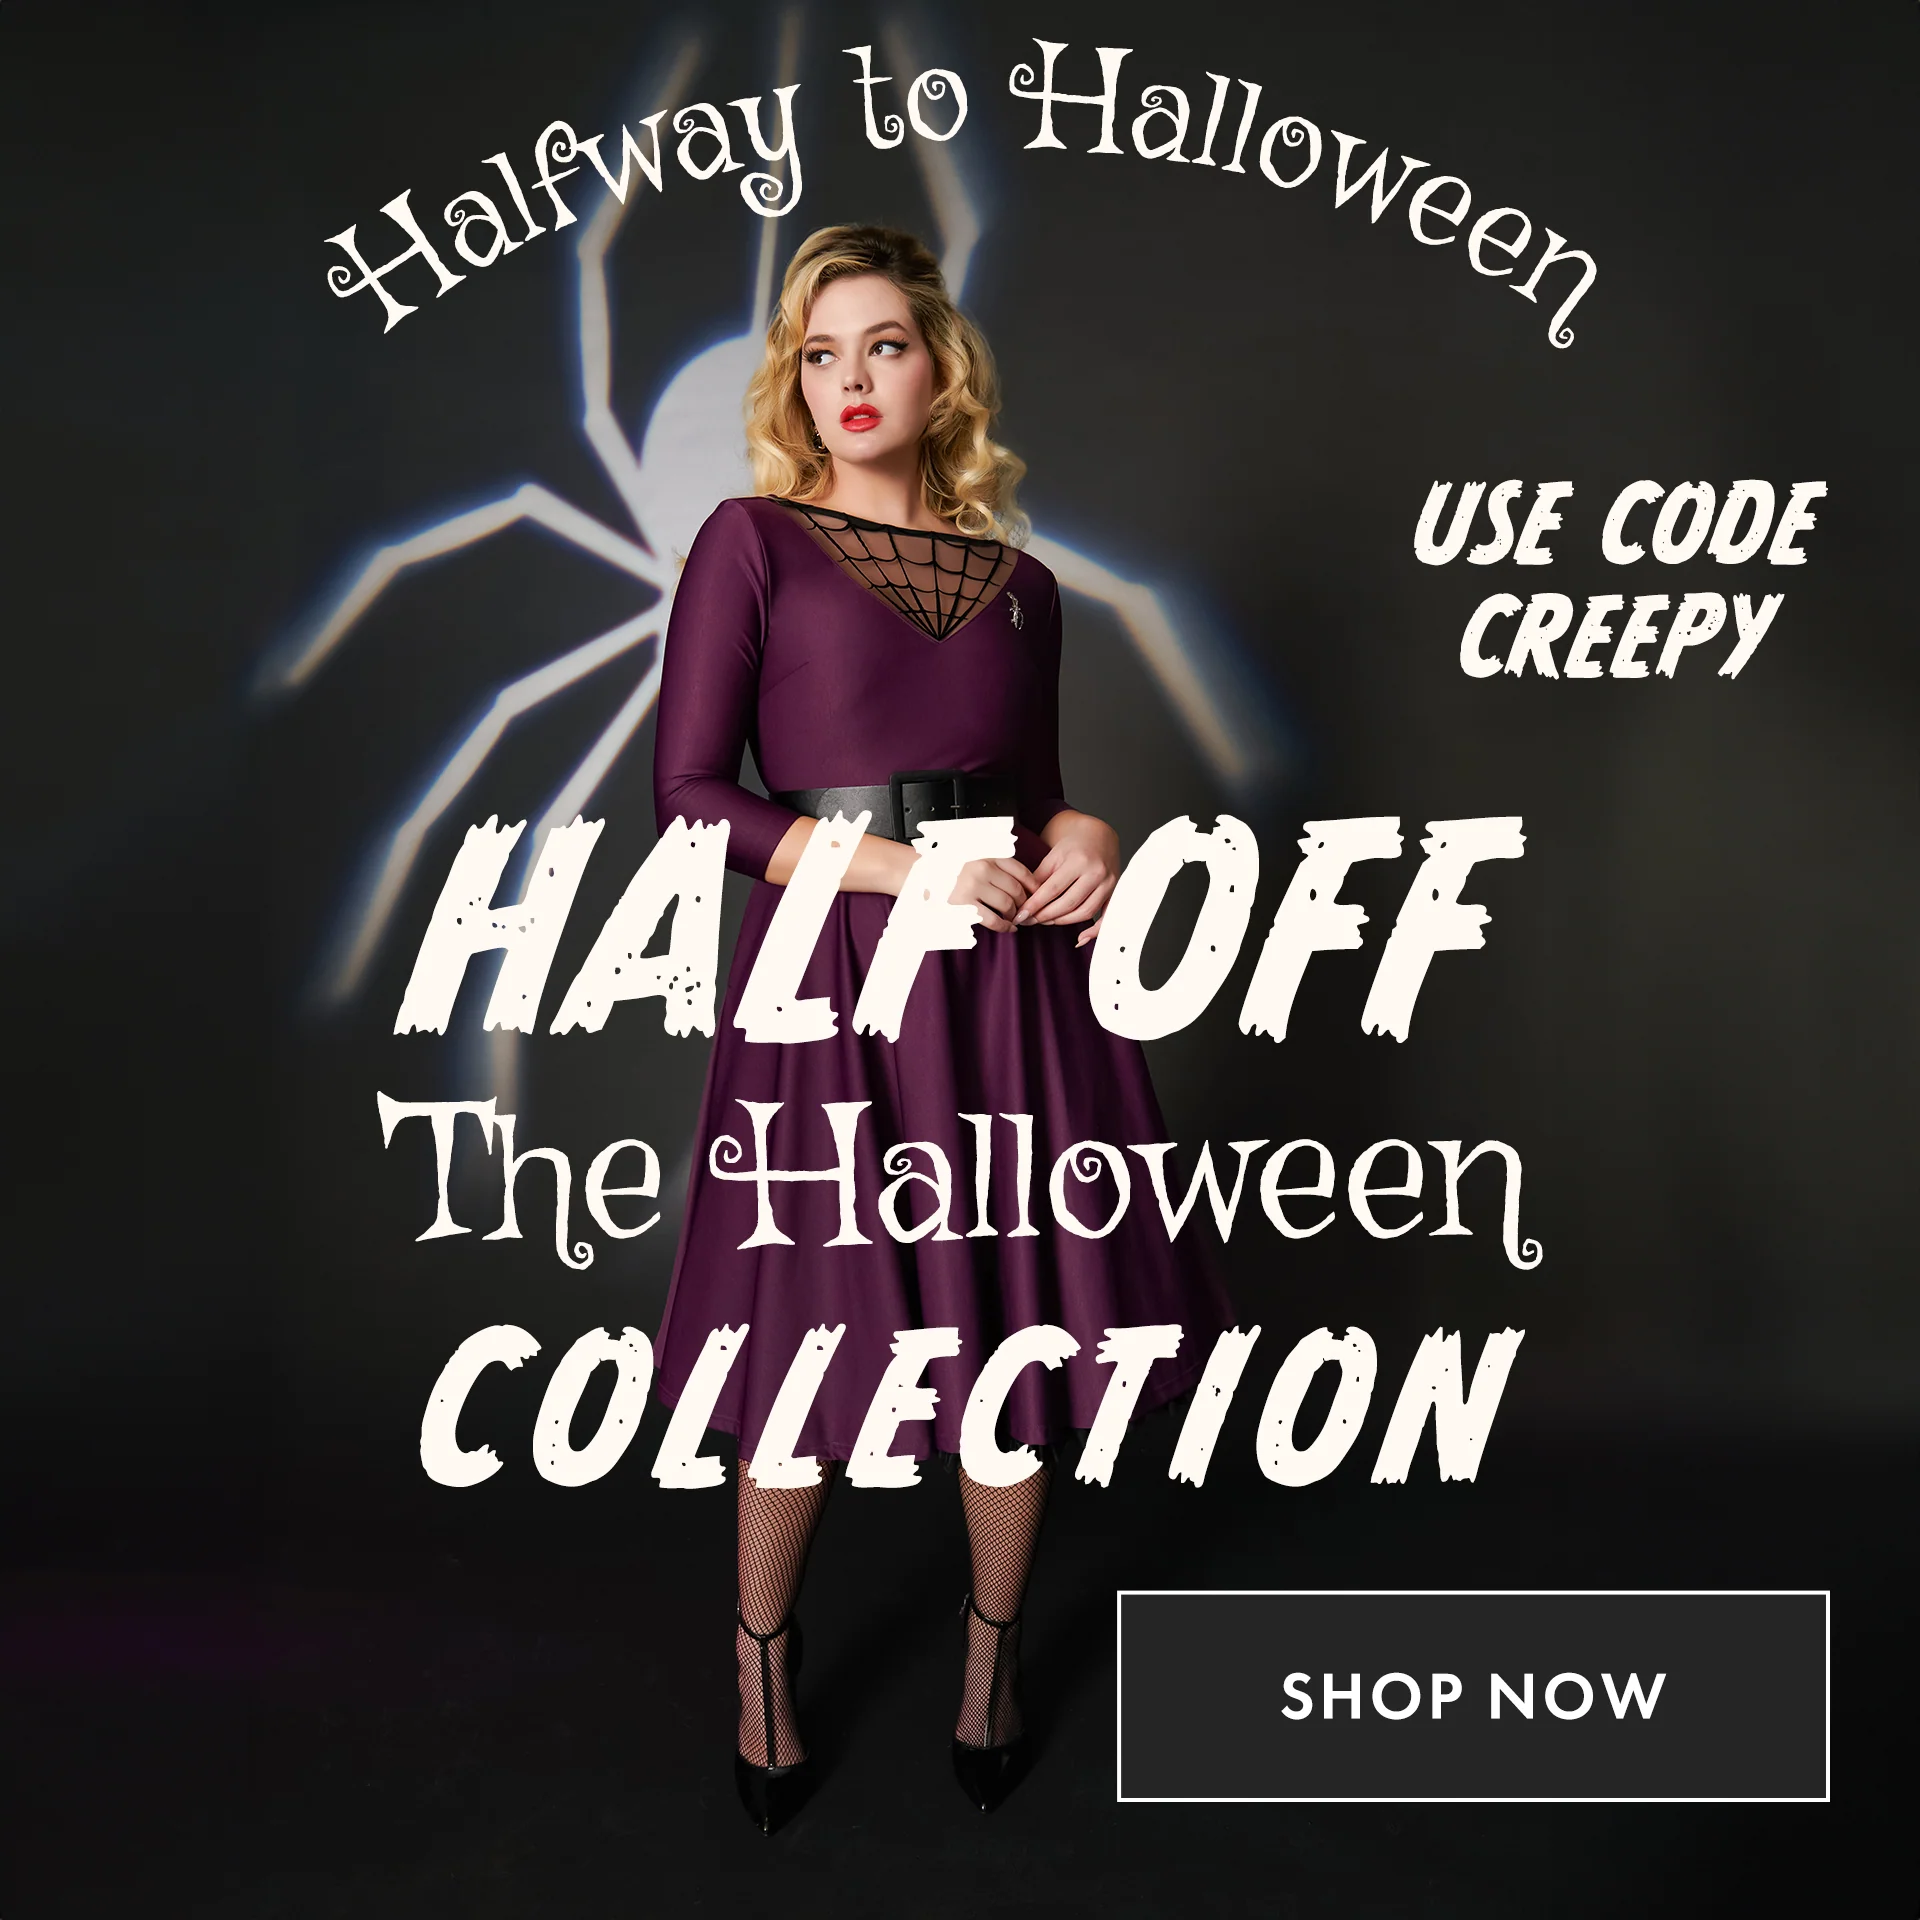 Halfway to Halloween
USE CODE
CREEPY
HALF OFF
The Halloween
COLLECTION
SHOP NOW